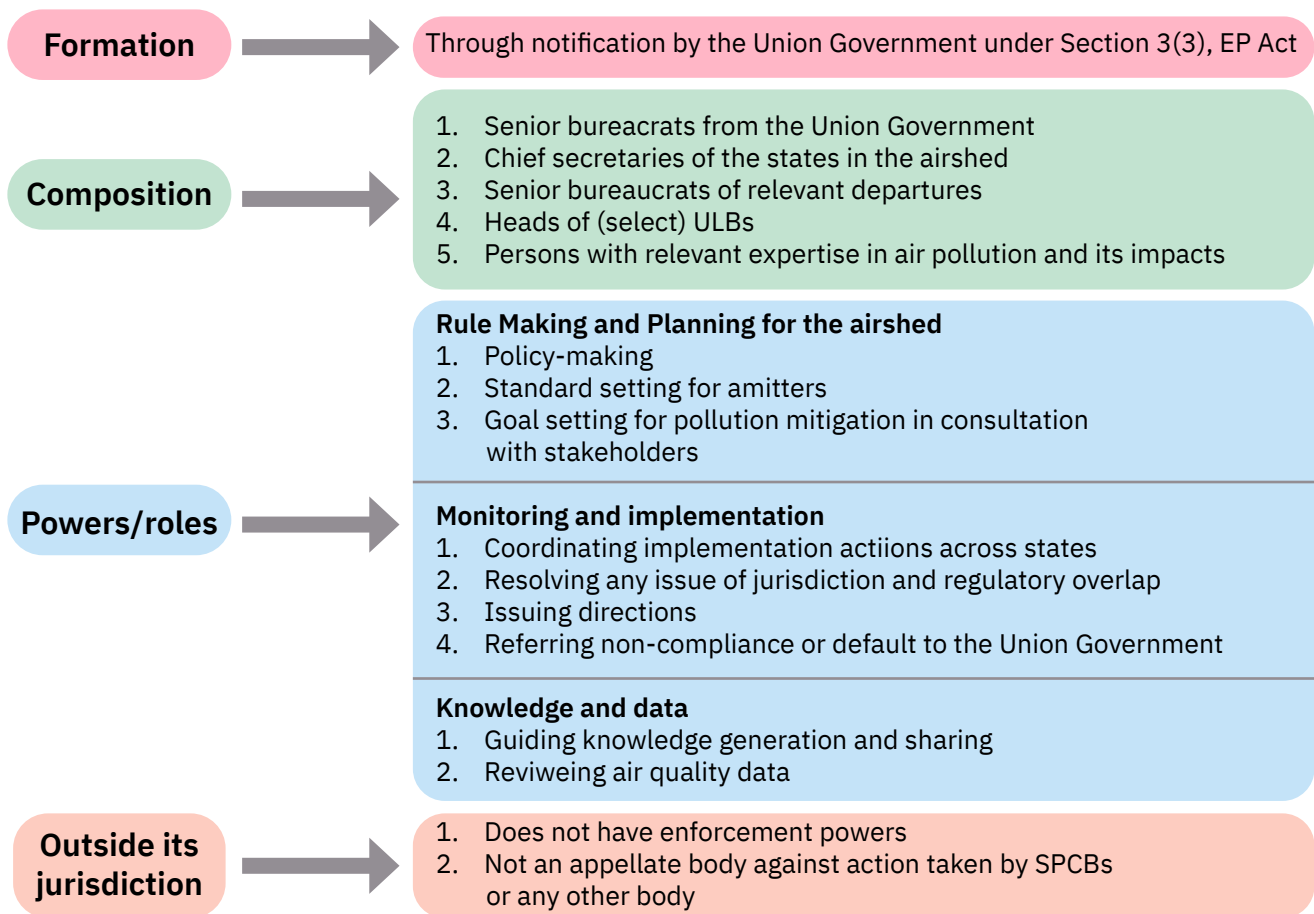 Formation
Through notification by the Union Government under Section 3(3), EP Act
Composition
1. Senior bureacrats from the Union Government
2. Chief secretaries of the states in the airshed
3. Senior bureaucrats of relevant departures
4. Heads of (select) ULBs
5. Persons with relevant expertise in air pollution and its impacts
Powers/roles
Rule Making and Planning for the airshed
1. Policy-making
2. Standard setting for amitters
3. Goal setting for pollution mitigation in consultation
with stakeholders
Monitoring and implementation
1. Coordinating implementation actiions across states
2. Resolving any issue of jurisdiction and regulatory overlap
3. Issuing directions
4. Referring non-compliance or default to the Union Government
Knowledge and data
1. Guiding knowledge generation and sharing
2. Reviweing air quality data
Outside its
jurisdiction
1. Does not have enforcement powers
2. Not an appellate body against action taken by SPCBs
or any other body